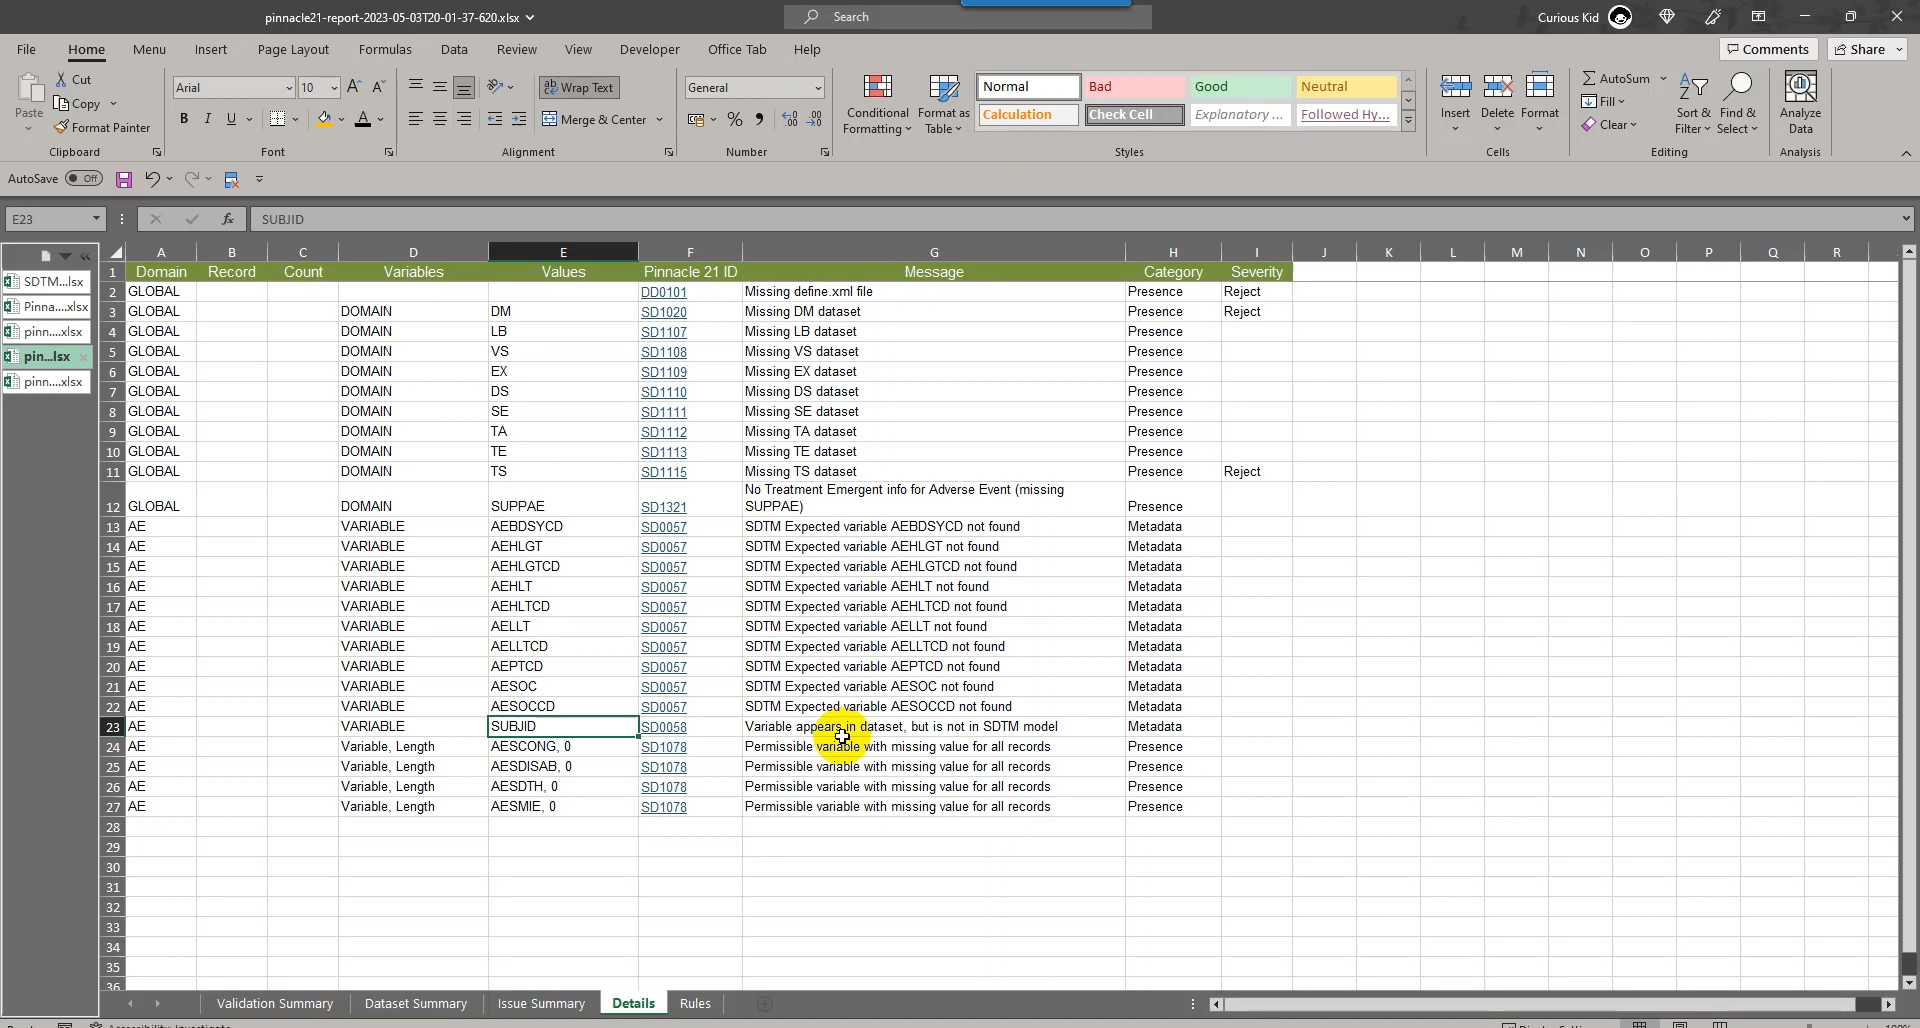 pinnacle21-report-2023-05-03T20-01-37-620.xlsx
Search
Curious Kid
File Home Menu Insert Page Layout Formulas Data Review View Developer Office Tab Help
Comments Share
Paste
Cut
Copy
Format Painter
Clipboard
Arial 10
B I U A
Font
ab Wrap Text
Merge & Center
Alignment
General
% 9
Number
Conditional Formatting
Format as Table
Normal Bad Good Neutral
Calculation Check Cell Explanatory ... Followed Hy...
Styles
Insert Delete Format
Cells
AutoSum
Fill
Clear
Sort & Filter
Find & Select
Editing
Analyze Data
Analysis
AutoSave Off
E23 fx SUBJID
SDTM...lsx
Pinna....xlsx
pinn....xlsx
pin...lsx
pinn....xlsx
A B C D E F G H I J K L M N O P Q R
1 Domain Record Count Variables Values Pinnacle 21 ID Message Category Severity
2 GLOBAL DD0101 Missing define.xml file Presence Reject
3 GLOBAL DOMAIN DM SD1020 Missing DM dataset Presence Reject
4 GLOBAL DOMAIN LB SD1107 Missing LB dataset Presence
5 GLOBAL DOMAIN VS SD1108 Missing VS dataset Presence
6 GLOBAL DOMAIN EX SD1109 Missing EX dataset Presence
7 GLOBAL DOMAIN DS SD1110 Missing DS dataset Presence
8 GLOBAL DOMAIN SE SD1111 Missing SE dataset Presence
9 GLOBAL DOMAIN TA SD1112 Missing TA dataset Presence
10 GLOBAL DOMAIN TE SD1113 Missing TE dataset Presence
11 GLOBAL DOMAIN TS SD1115 Missing TS dataset Presence Reject
No Treatment Emergent info for Adverse Event (missing
12 GLOBAL DOMAIN SUPPAE SD1321 SUPPAE) Presence
13 AE VARIABLE AEBDSYCD SD0057 SDTM Expected variable AEBDSYCD not found Metadata
14 AE VARIABLE AEHLGT SD0057 SDTM Expected variable AEHLGT not found Metadata
15 AE VARIABLE AEHLGTCD SD0057 SDTM Expected variable AEHLGTCD not found Metadata
16 AE VARIABLE AEHLT SD0057 SDTM Expected variable AEHLT not found Metadata
17 AE VARIABLE AEHLTCD SD0057 SDTM Expected variable AEHLTCD not found Metadata
18 AE VARIABLE AELLT SD0057 SDTM Expected variable AELLT not found Metadata
19 AE VARIABLE AELLTCD SD0057 SDTM Expected variable AELLTCD not found Metadata
20 AE VARIABLE AEPTCD SD0057 SDTM Expected variable AEPTCD not found Metadata
21 AE VARIABLE AESOC SD0057 SDTM Expected variable AESOC not found Metadata
22 AE VARIABLE AESOCCD SD0057 SDTM Expected variable AESOCCD not found Metadata
23 AE VARIABLE SUBJID SD0058 Variable appears in dataset, but is not in SDTM model Metadata
24 AE Variable, Length AESCONG, 0 SD1078 Permissible variable with missing value for all records Presence
25 AE Variable, Length AESDISAB, 0 SD1078 Permissible variable with missing value for all records Presence
26 AE Variable, Length AESDTH, 0 SD1078 Permissible variable with missing value for all records Presence
27 AE Variable, Length AESMIE, 0 SD1078 Permissible variable with missing value for all records Presence
28
29
30
31
32
33
34
35
36
Validation Summary Dataset Summary Issue Summary Details Rules